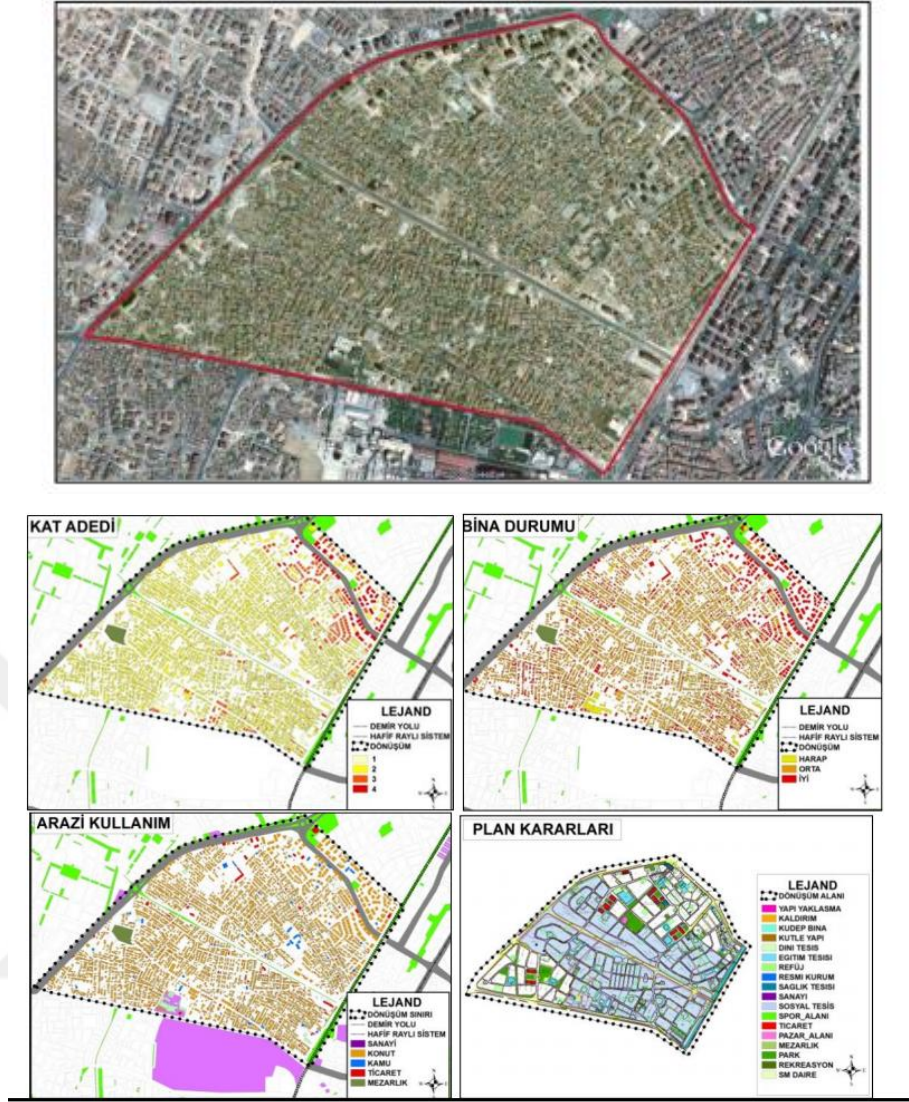 Google
KAT ADEDİ
LEJAND
DEMİR YOLU
HAFİF RAYLI SİSTEM
DÖNÜŞÜM
1
2
3
4
BİNA DURUMU
LEJAND
DEMİR YOLU
HAFİF RAYLI SİSTEM
DÖNÜŞÜM
HARAP
ORTA
İYİ
ARAZİ KULLANIM
LEJAND
DÖNÜŞÜM SINIRI
DEMİR YOLU
HAFİF RAYLI SİSTEM
SANAYİ
KONUT
KAMU
TİCARET
MEZARLIK
PLAN KARARLARI
LEJAND
DÖNÜŞÜM ALANI
YAPI YAKLASMA
KALDIRIM
KUDEP BINA
KUTLE YAPI
DINI TESIS
EGITIM TESISI
REFÜJ
RESMI KURUM
SAGLIK TESISI
SANAYI
SOSYAL TESİS
SPOR_ALANI
TICARET
PAZAR_ALANI
MEZARLIK
PARK
REKREASYON
SM DAIRE